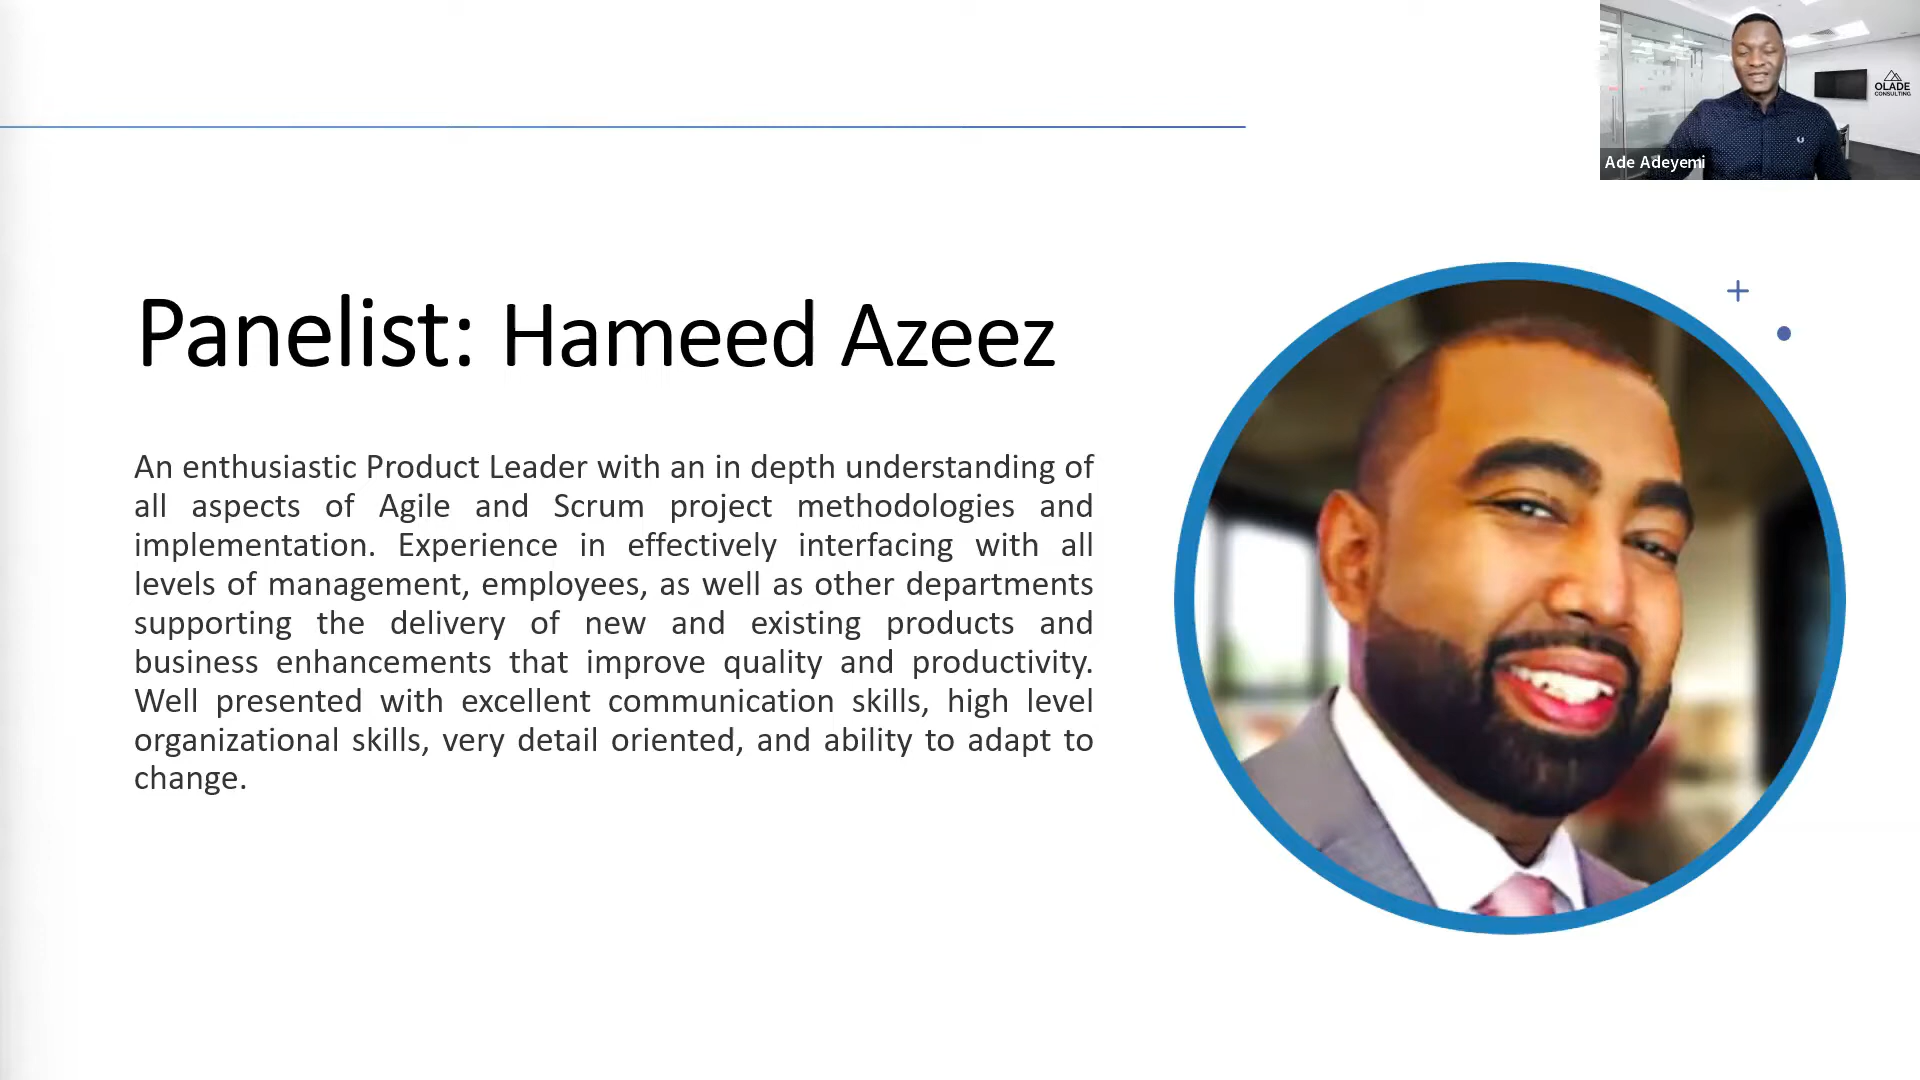 OLADE
CONSULTING
Ade Adeyemi
Panelist: Hameed Azeez
An enthusiastic Product Leader with an in depth understanding of
all aspects of Agile and Scrum project methodologies and
implementation. Experience in effectively interfacing with all
levels of management, employees, as well as other departments
supporting the delivery of new and existing products and
business enhancements that improve quality and productivity.
Well presented with excellent communication skills, high level
organizational skills, very detail oriented, and ability to adapt to
change.